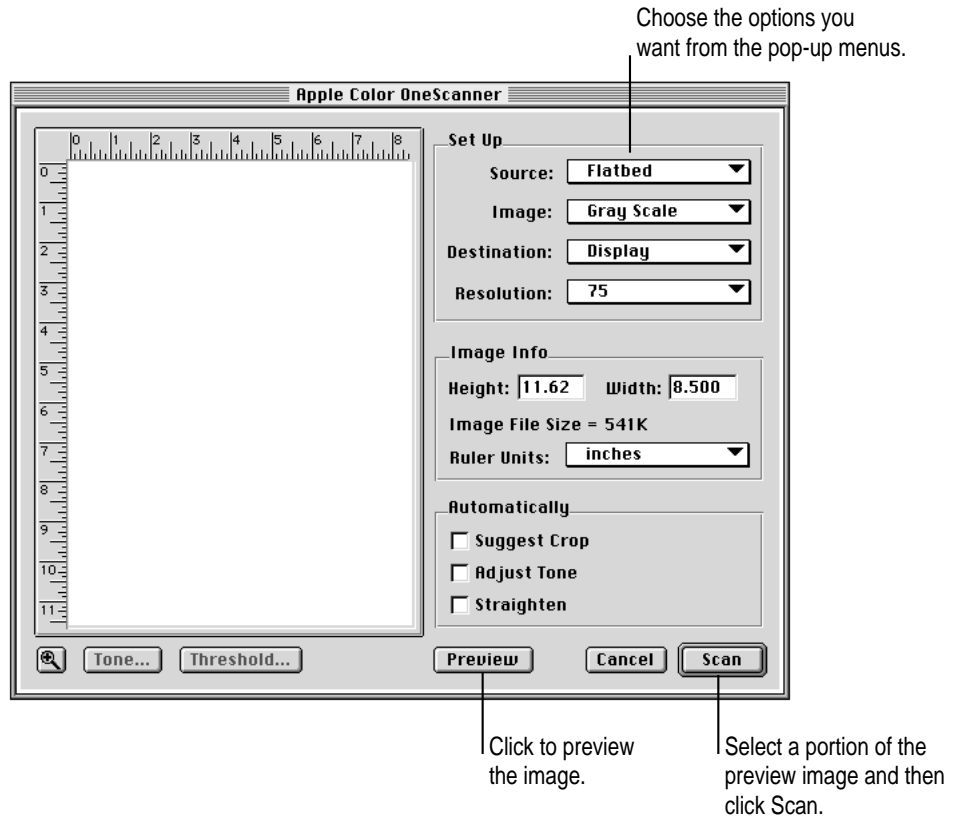 Choose the options you
want from the pop-up menus.
Apple Color OneScanner
0 1 2 3 4 5 6 7 8
0
1
2
3
4
5
6
7
8
9
10
11
Set Up
Source: Flatbed
Image: Gray Scale
Destination: Display
Resolution: 75
Image Info
Height: 11.62 Width: 8.500
Image File Size = 541K
Ruler Units: inches
Automatically
Suggest Crop
Adjust Tone
Straighten
Tone... Threshold... Preview Cancel Scan
Click to preview
the image.
Select a portion of the
preview image and then
click Scan.